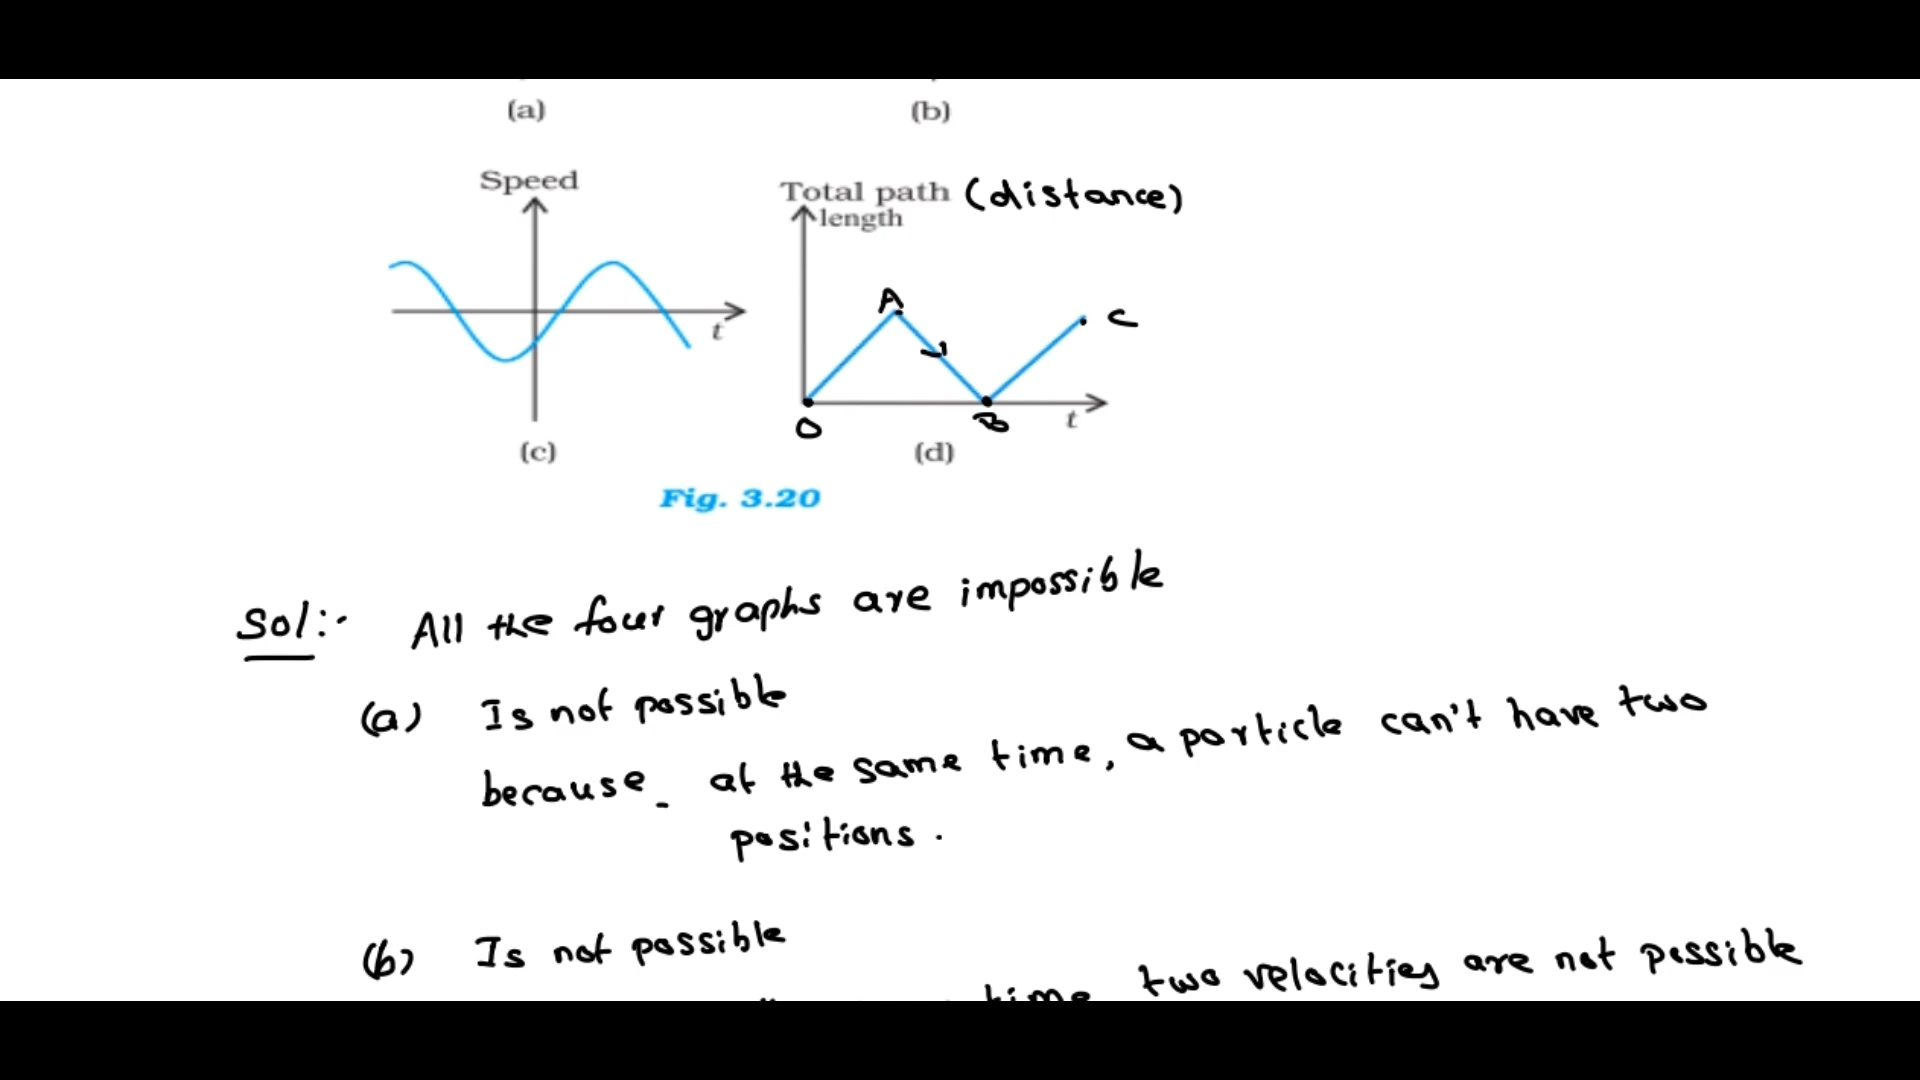 (a) (b)
Speed
Total path (distance)
length
A
C
t
O
B
t
(c) (d)
Fig. 3.20
Sol:- All the four graphs are impossible
(a) Is not possible
because at the same time, a particle can't have two
positions.
(b) Is not possible
time two velocities are not possible